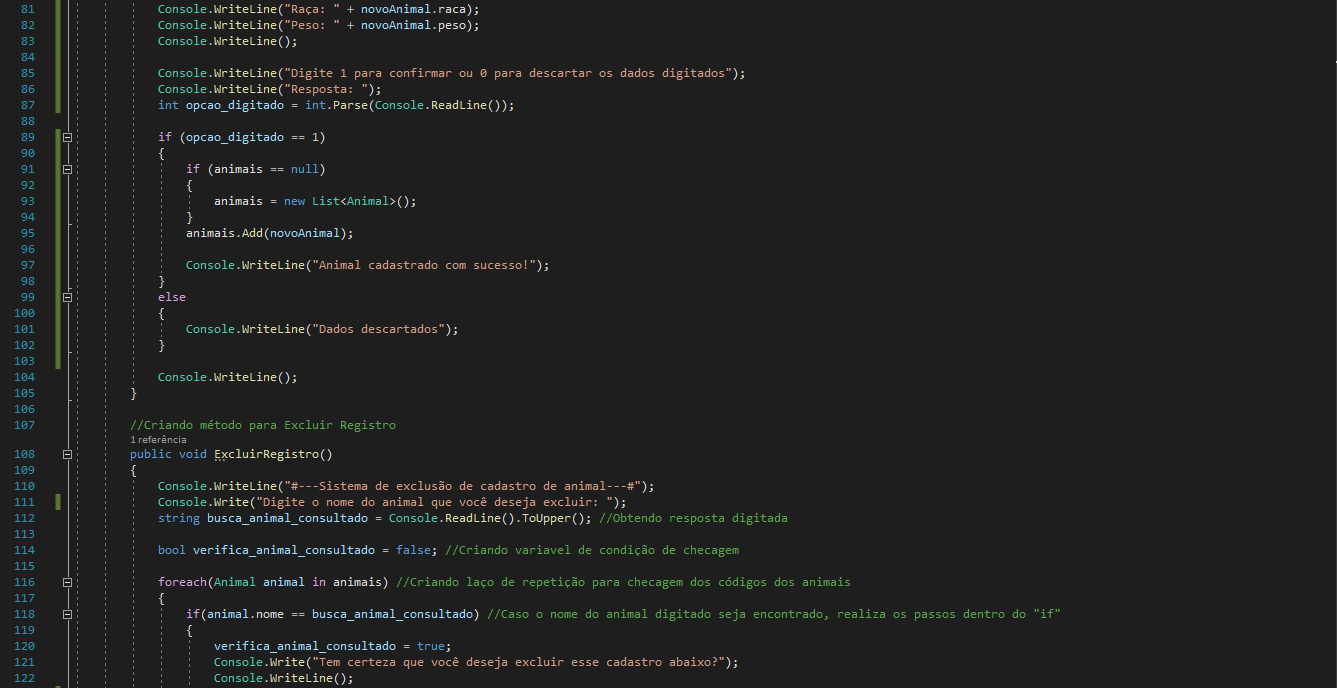 81 Console.WriteLine("Raça: " + novoAnimal.raca);
82 Console.WriteLine("Peso: " + novoAnimal.peso);
83 Console.WriteLine();
84
85 Console.WriteLine("Digite 1 para confirmar ou 0 para descartar os dados digitados");
86 Console.WriteLine("Resposta: ");
87 int opcao_digitado = int.Parse(Console.ReadLine());
88
89 if (opcao_digitado == 1)
90 {
91 if (animais == null)
92 {
93 animais = new List<Animal>();
94 }
95 animais.Add(novoAnimal);
96
97 Console.WriteLine("Animal cadastrado com sucesso!");
98 }
99 else
100 {
101 Console.WriteLine("Dados descartados");
102 }
103
104 Console.WriteLine();
105 }
106
107 //Criando método para Excluir Registro
1 referência
108 public void ExcluirRegistro()
109 {
110 Console.WriteLine("#---Sistema de exclusão de cadastro de animal---#");
111 Console.Write("Digite o nome do animal que você deseja excluir: ");
112 string busca_animal_consultado = Console.ReadLine().ToUpper(); //Obtendo resposta digitada
113
114 bool verifica_animal_consultado = false; //Criando variavel de condição de checagem
115
116 foreach(Animal animal in animais) //Criando laço de repetição para checagem dos códigos dos animais
117 {
118 if(animal.nome == busca_animal_consultado) //Caso o nome do animal digitado seja encontrado, realiza os passos dentro do "if"
119 {
120 verifica_animal_consultado = true;
121 Console.Write("Tem certeza que você deseja excluir esse cadastro abaixo?");
122 Console.WriteLine();